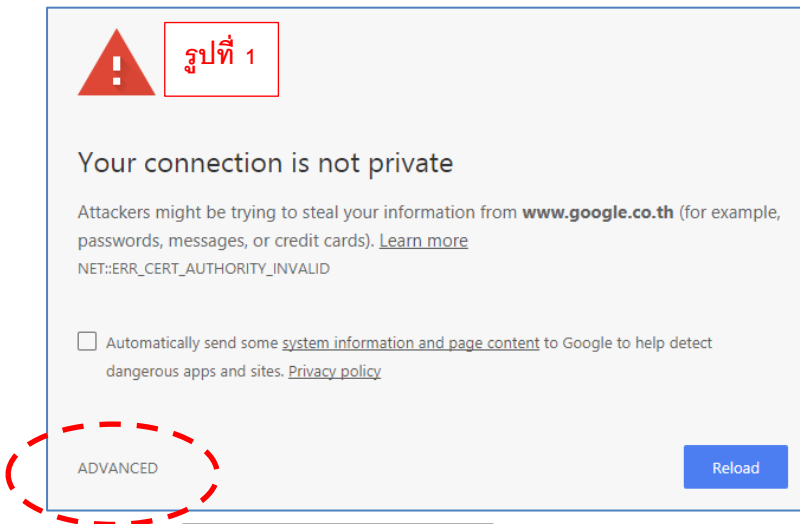 รูปที่ 1
Your connection is not private
Attackers might be trying to steal your information from www.google.co.th (for example,
passwords, messages, or credit cards). Learn more
NET::ERR_CERT_AUTHORITY_INVALID
Automatically send some system information and page content to Google to help detect
dangerous apps and sites. Privacy policy
ADVANCED
Reload